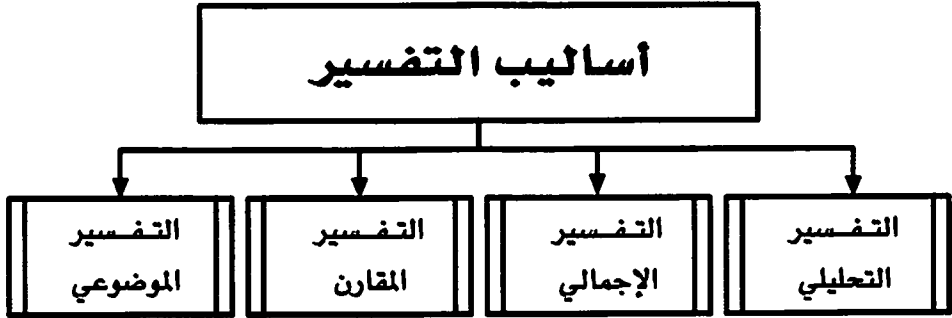 أساليب التفسير
التفسير
التحليلي
التفسير
الإجمالي
التفسير
المقارن
التفسير
الموضوعي